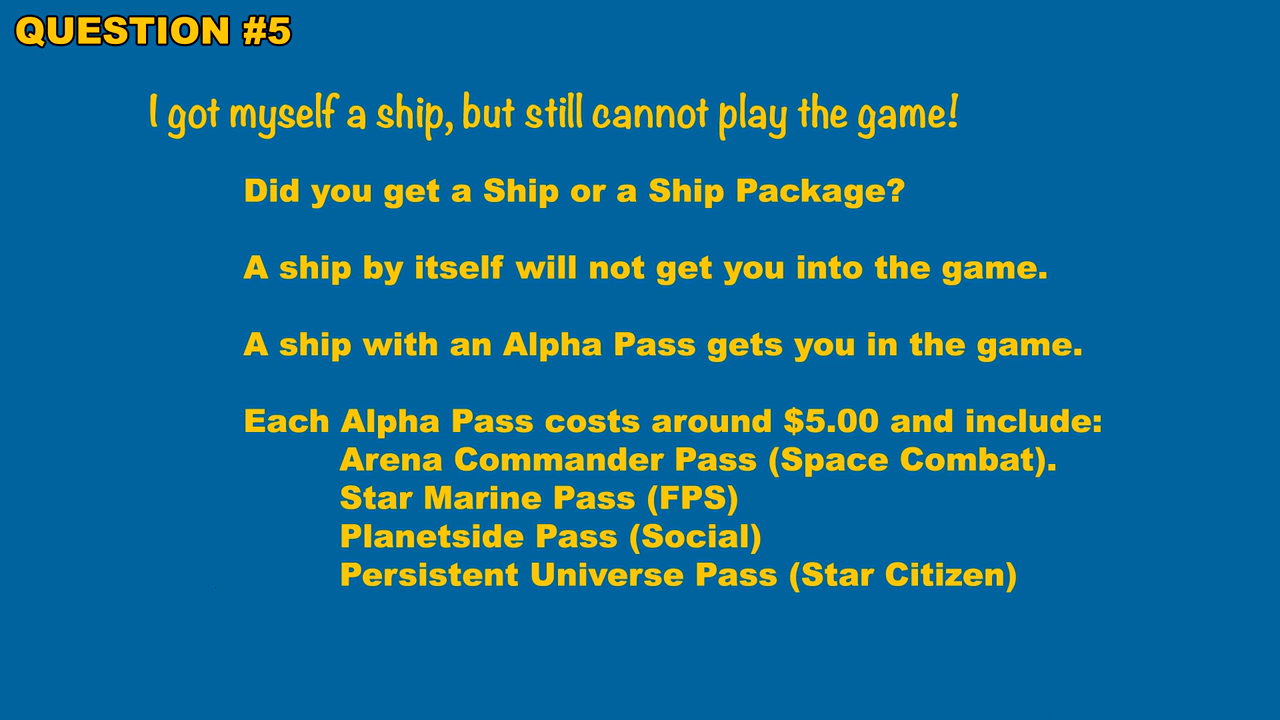 QUESTION #5
I got myself a ship, but still cannot play the game!
Did you get a Ship or a Ship Package?
A ship by itself will not get you into the game.
A ship with an Alpha Pass gets you in the game.
Each Alpha Pass costs around $5.00 and include:
Arena Commander Pass (Space Combat).
Star Marine Pass (FPS)
Planetside Pass (Social)
Persistent Universe Pass (Star Citizen)